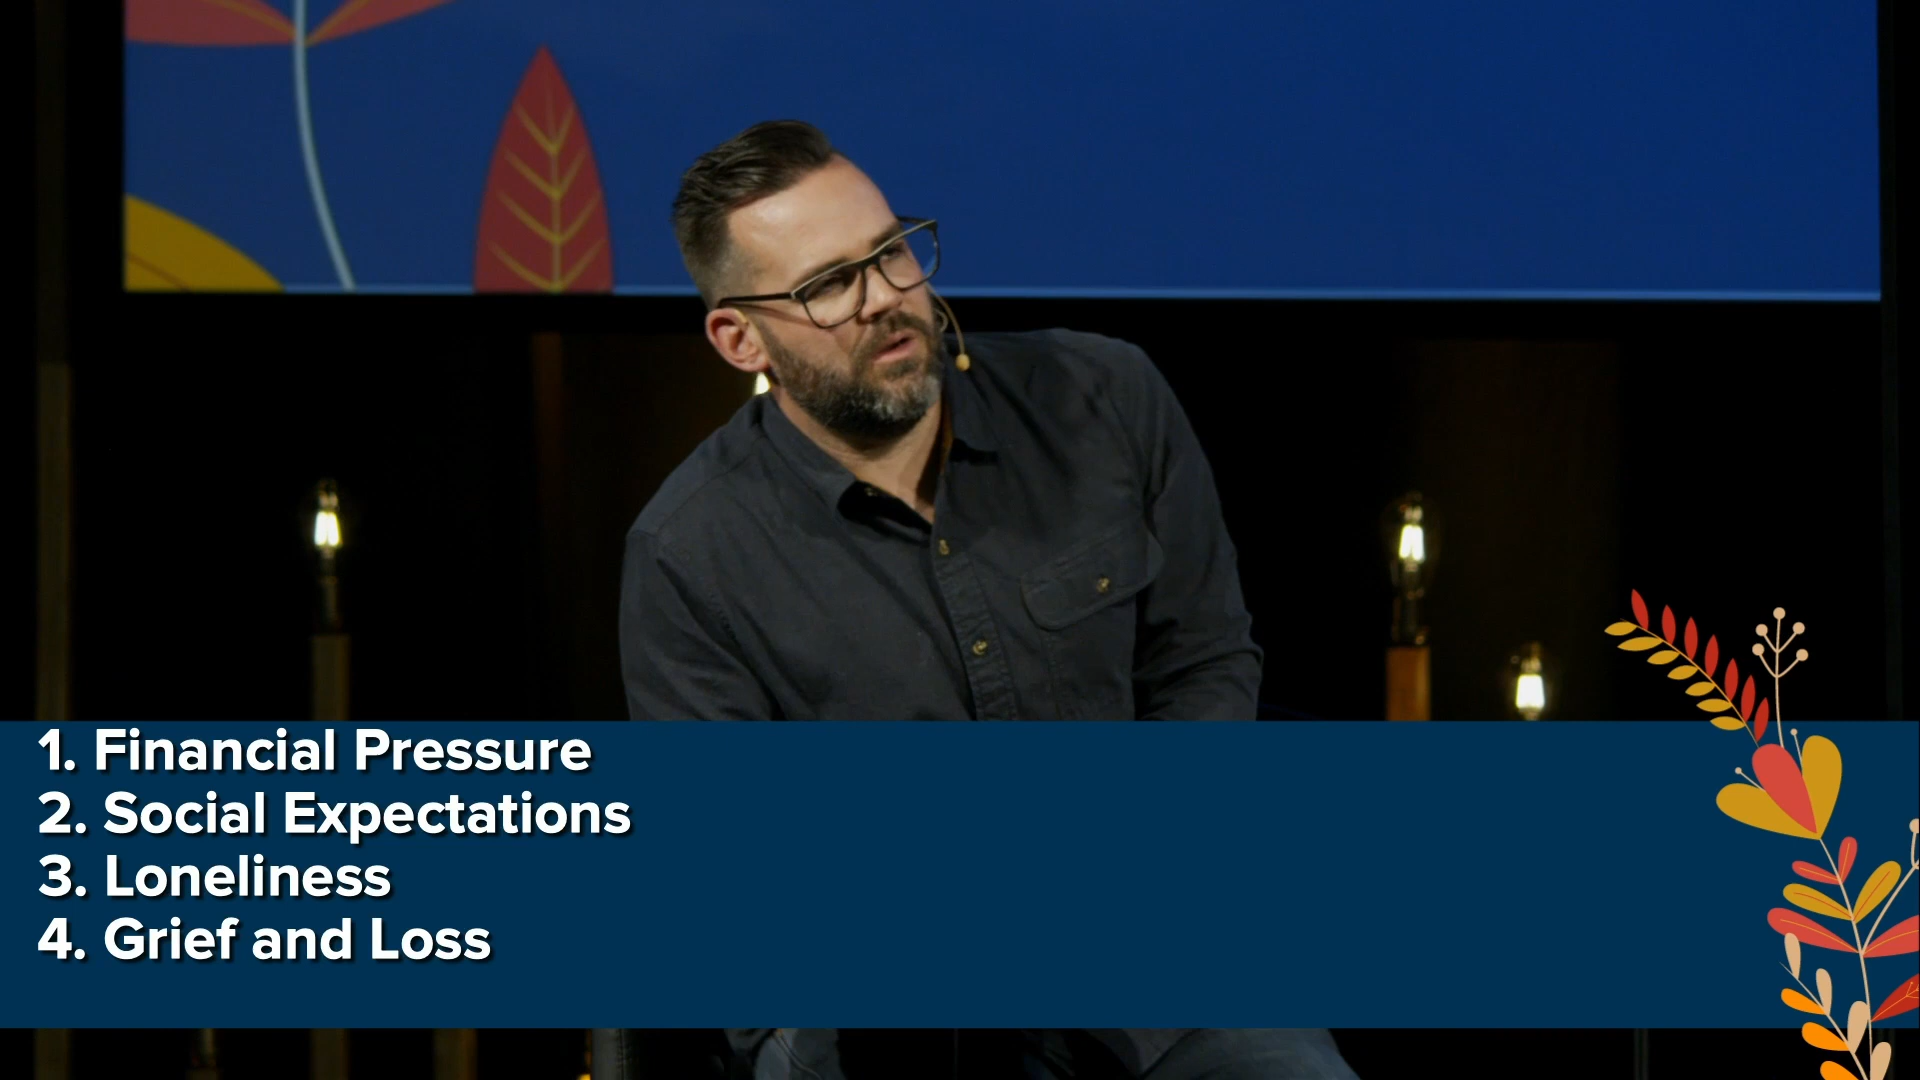 1. Financial Pressure
2. Social Expectations
3. Loneliness
4. Grief and Loss